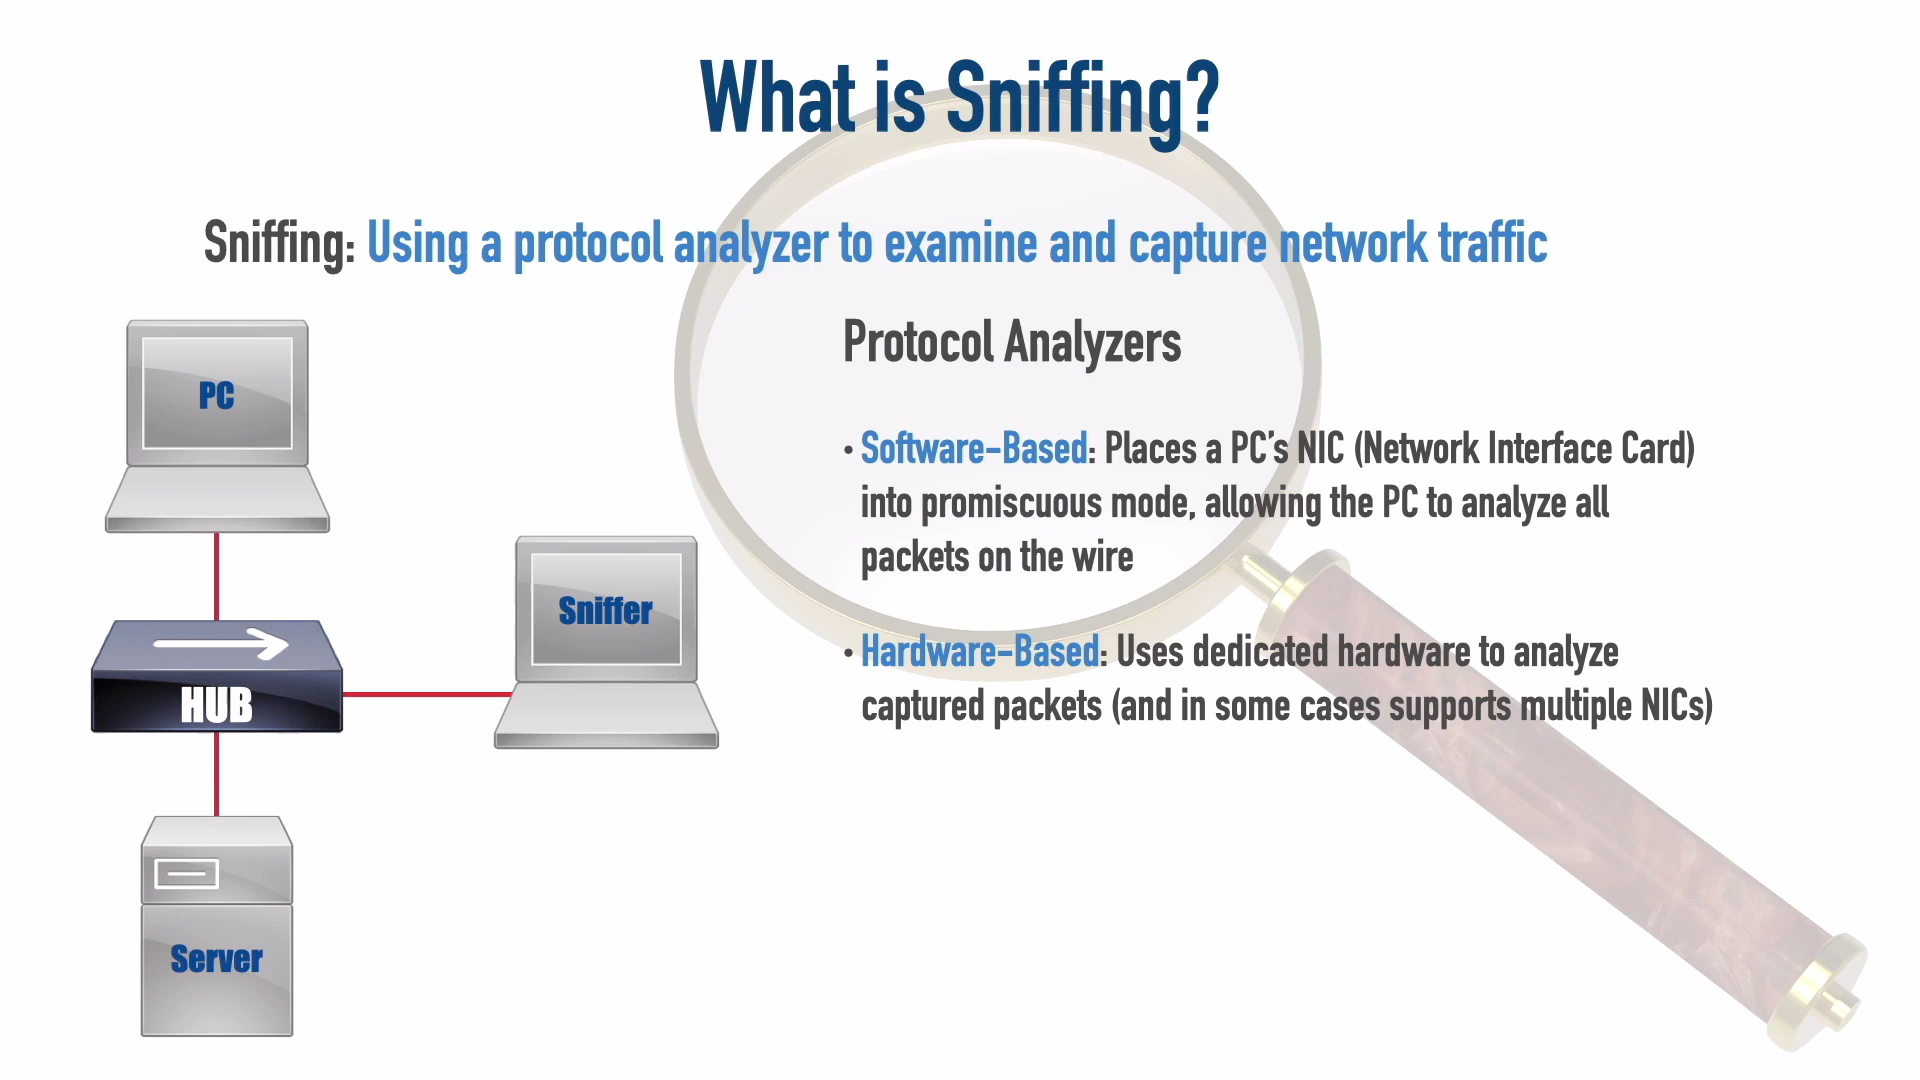 What is Sniffing?
Sniffing: Using a protocol analyzer to examine and capture network traffic
PC
HUB
Sniffer
Server
Protocol Analyzers
• Software-Based: Places a PC’s NIC (Network Interface Card)
into promiscuous mode, allowing the PC to analyze all
packets on the wire
• Hardware-Based: Uses dedicated hardware to analyze
captured packets (and in some cases supports multiple NICs)